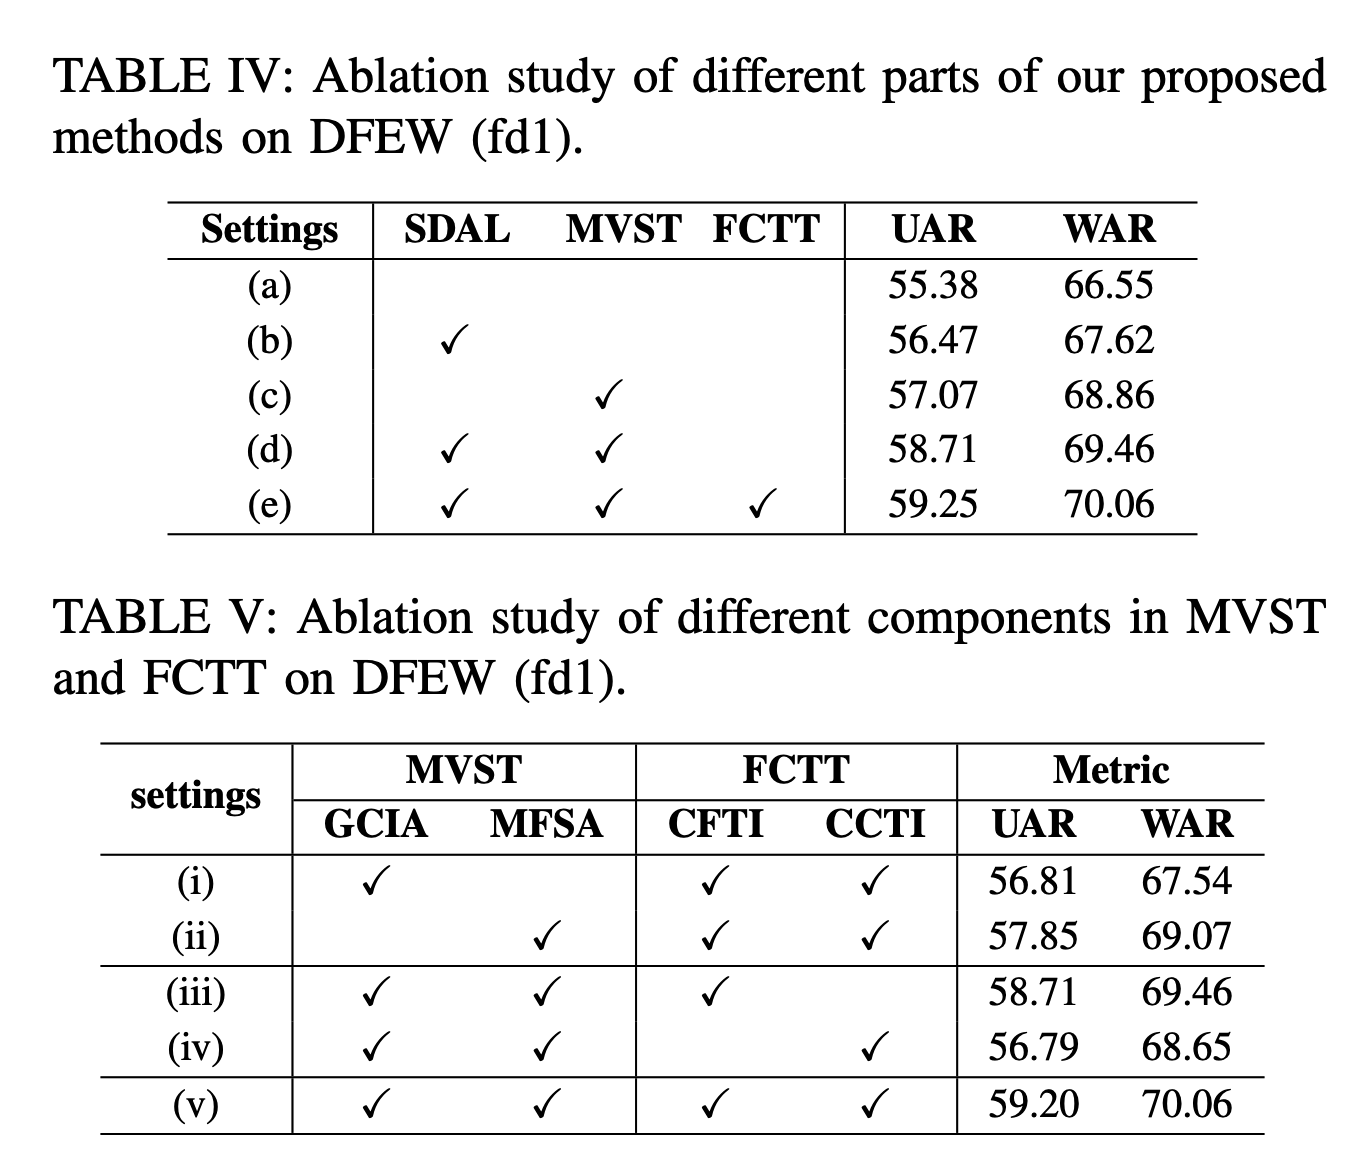 TABLE IV: Ablation study of different parts of our proposed
methods on DFEW (fd1).
Settings SDAL MVST FCTT UAR WAR
(a) 55.38 66.55
(b) ✓ 56.47 67.62
(c) ✓ 57.07 68.86
(d) ✓ ✓ 58.71 69.46
(e) ✓ ✓ ✓ 59.25 70.06
TABLE V: Ablation study of different components in MVST
and FCTT on DFEW (fd1).
settings MVST FCTT Metric
GCIA MFSA CFTI CCTI UAR WAR
(i) ✓ ✓ ✓ 56.81 67.54
(ii) ✓ ✓ ✓ 57.85 69.07
(iii) ✓ ✓ ✓ 58.71 69.46
(iv) ✓ ✓ ✓ 56.79 68.65
(v) ✓ ✓ ✓ ✓ 59.20 70.06